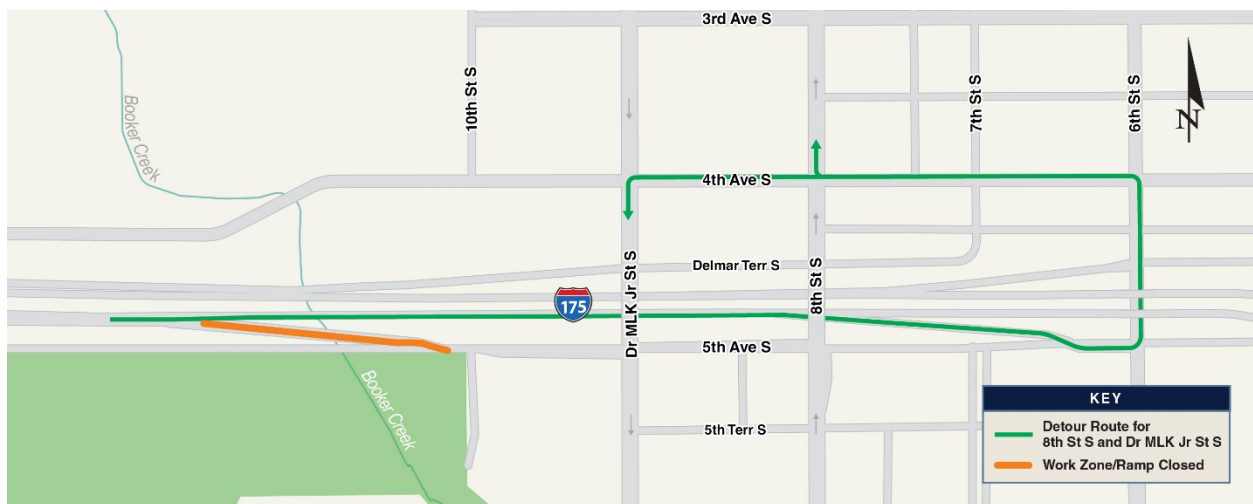 3rd Ave S
10th St S
7th St S
6th St S
N
Booker Creek
4th Ave S
Dr MLK Jr St S
Delmar Terr S
8th St S
175
5th Ave S
Booker Creek
5th Terr S
KEY
Detour Route for
8th St S and Dr MLK Jr St S
Work Zone/Ramp Closed